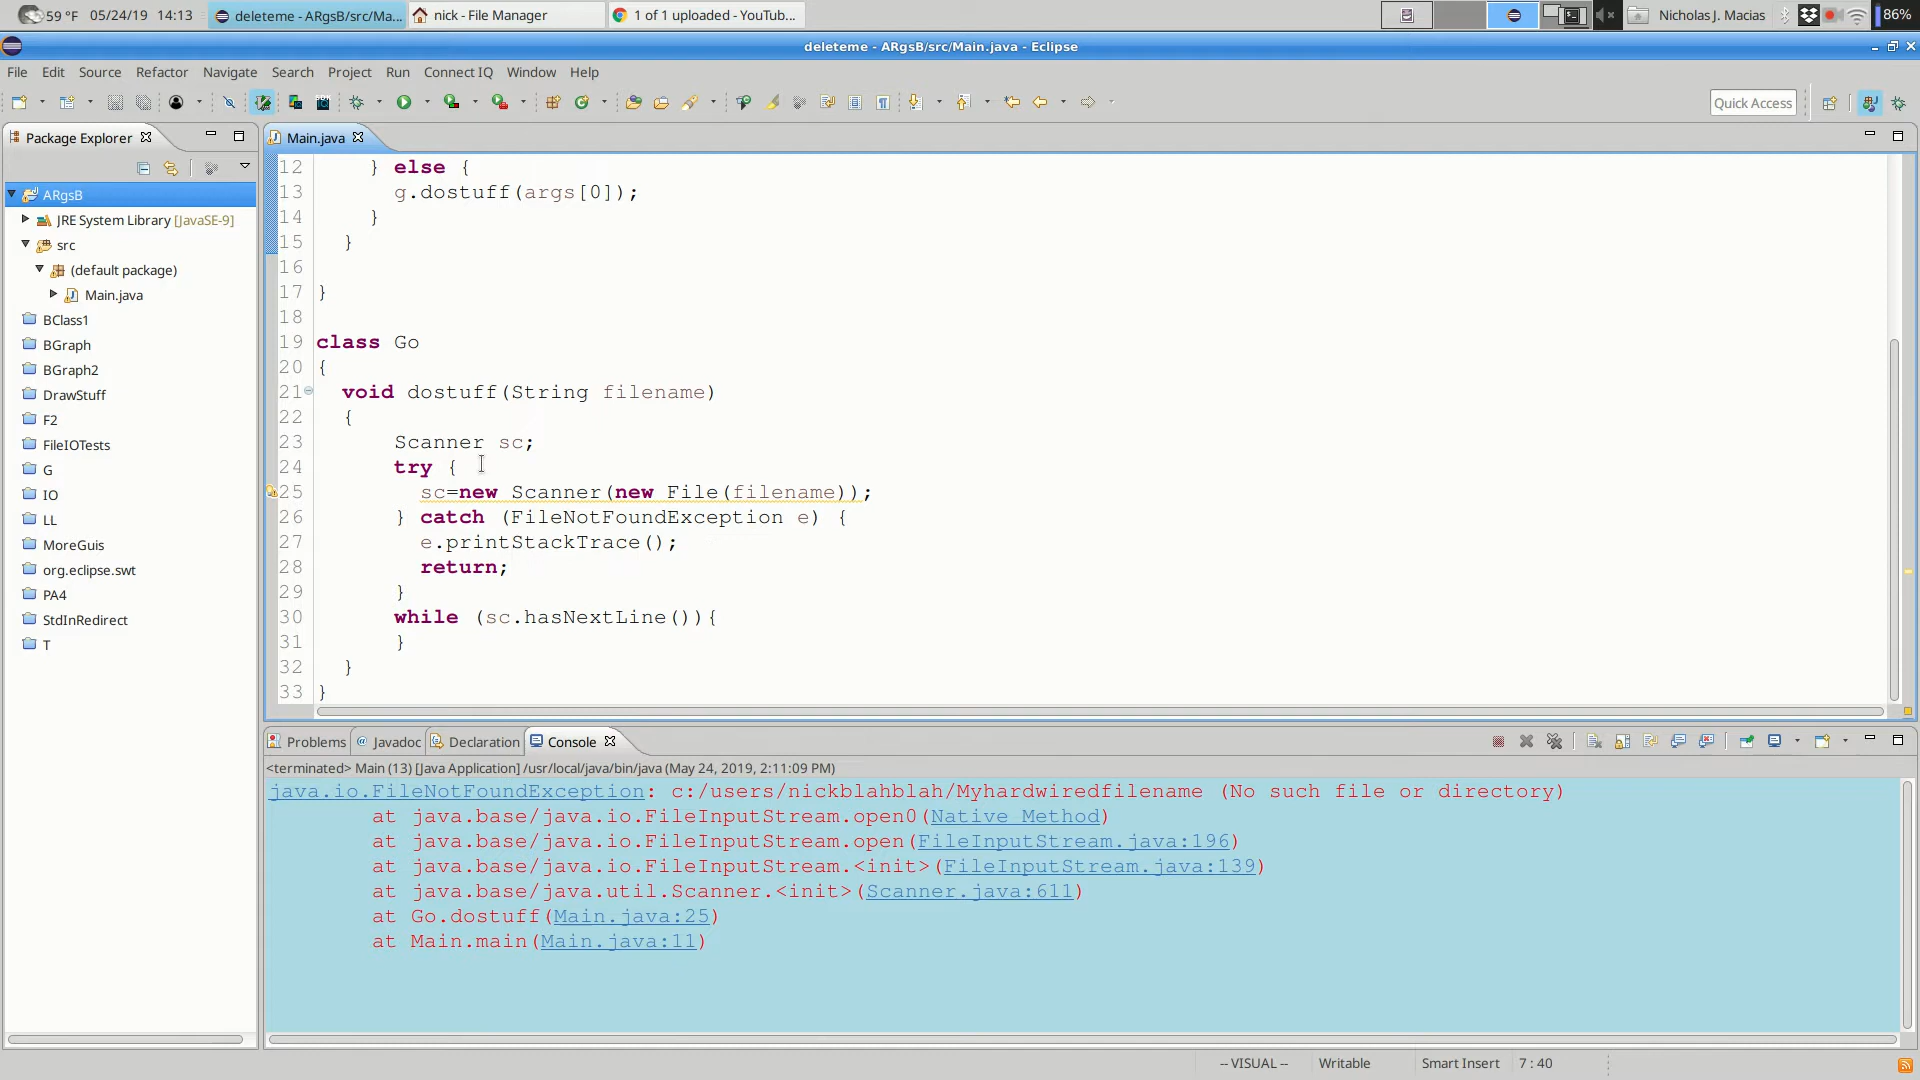 59 °F 05/24/19 14:13 deleteme - ARgsB/src/Ma... nick - File Manager 1 of 1 uploaded - YouTub... Nicholas J. Macias 86%
deleteme - ARgsB/src/Main.java - Eclipse
File Edit Source Refactor Navigate Search Project Run Connect IQ Window Help
Quick Access
Package Explorer
ARgsB
JRE System Library [JavaSE-9]
src
(default package)
Main.java
BClass1
BGraph
BGraph2
DrawStuff
F2
FileIOTests
G
IO
LL
MoreGuis
org.eclipse.swt
PA4
StdInRedirect
T
Main.java
12 } else {
13 g.dostuff(args[0]);
14 }
15 }
16
17 }
18
19 class Go
20 {
21 void dostuff(String filename)
22 {
23 Scanner sc;
24 try {
25 sc=new Scanner(new File(filename));
26 } catch (FileNotFoundException e) {
27 e.printStackTrace();
28 return;
29 }
30 while (sc.hasNextLine()){
31 }
32 }
33 }
Problems @ Javadoc Declaration Console
<terminated> Main (13) [Java Application] /usr/local/java/bin/java (May 24, 2019, 2:11:09 PM)
java.io.FileNotFoundException: c:/users/nickblahblah/Myhardwiredfilename (No such file or directory)
at java.base/java.io.FileInputStream.open0(Native Method)
at java.base/java.io.FileInputStream.open(FileInputStream.java:196)
at java.base/java.io.FileInputStream.<init>(FileInputStream.java:139)
at java.base/java.util.Scanner.<init>(Scanner.java:611)
at Go.dostuff(Main.java:25)
at Main.main(Main.java:11)
-- VISUAL -- Writable Smart Insert 7 : 40